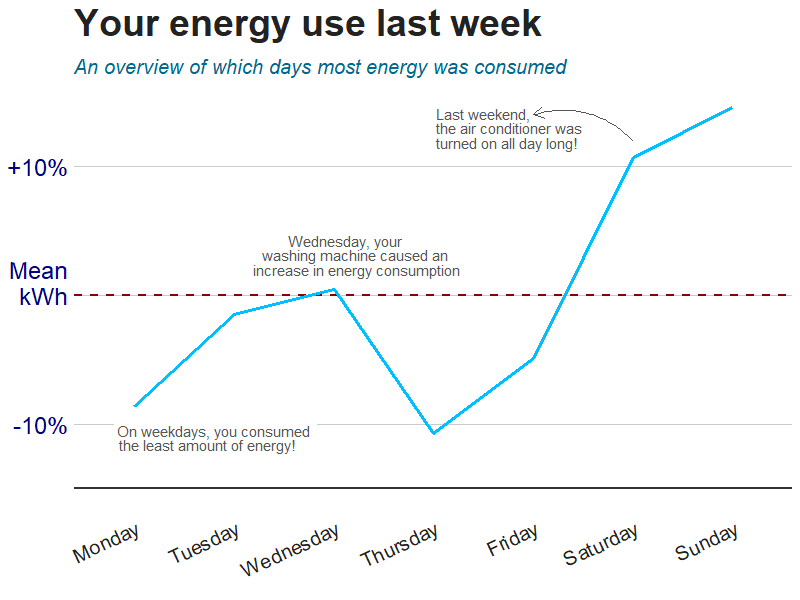 Your energy use last week
An overview of which days most energy was consumed
Last weekend,
the air conditioner was
turned on all day long!
+10%
Wednesday, your
washing machine caused an
increase in energy consumption
Mean
kWh
-10%
On weekdays, you consumed
the least amount of energy!
Monday
Tuesday
Wednesday
Thursday
Friday
Saturday
Sunday